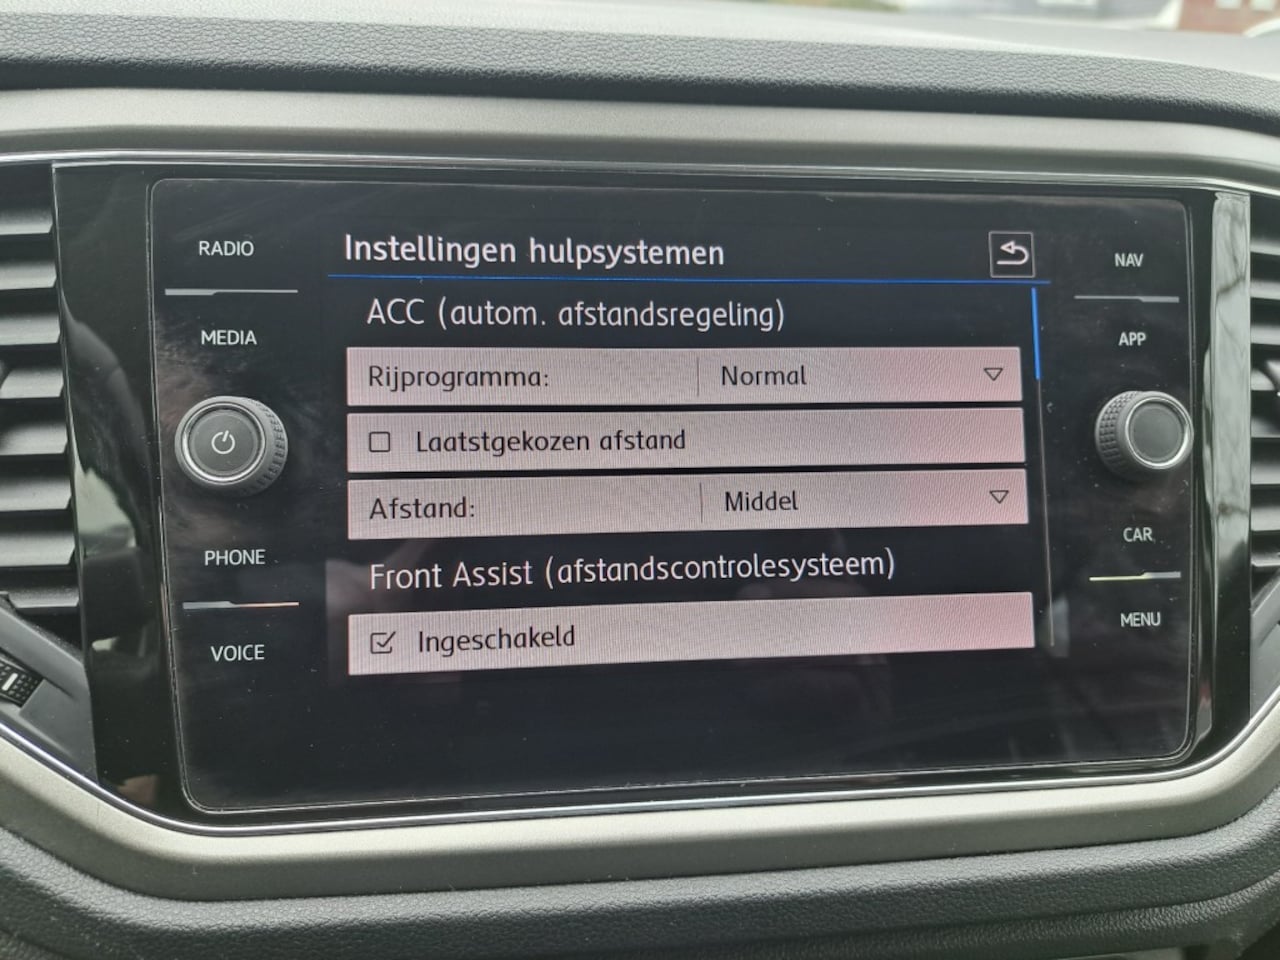 RADIO
MEDIA
PHONE
VOICE
Instellingen hulpsystemen
ACC (autom. afstandsregeling)
Rijprogramma: Normal
Laatstgekozen afstand
Afstand: Middel
Front Assist (afstandscontrolesysteem)
Ingeschakeld
NAV
APP
CAR
MENU